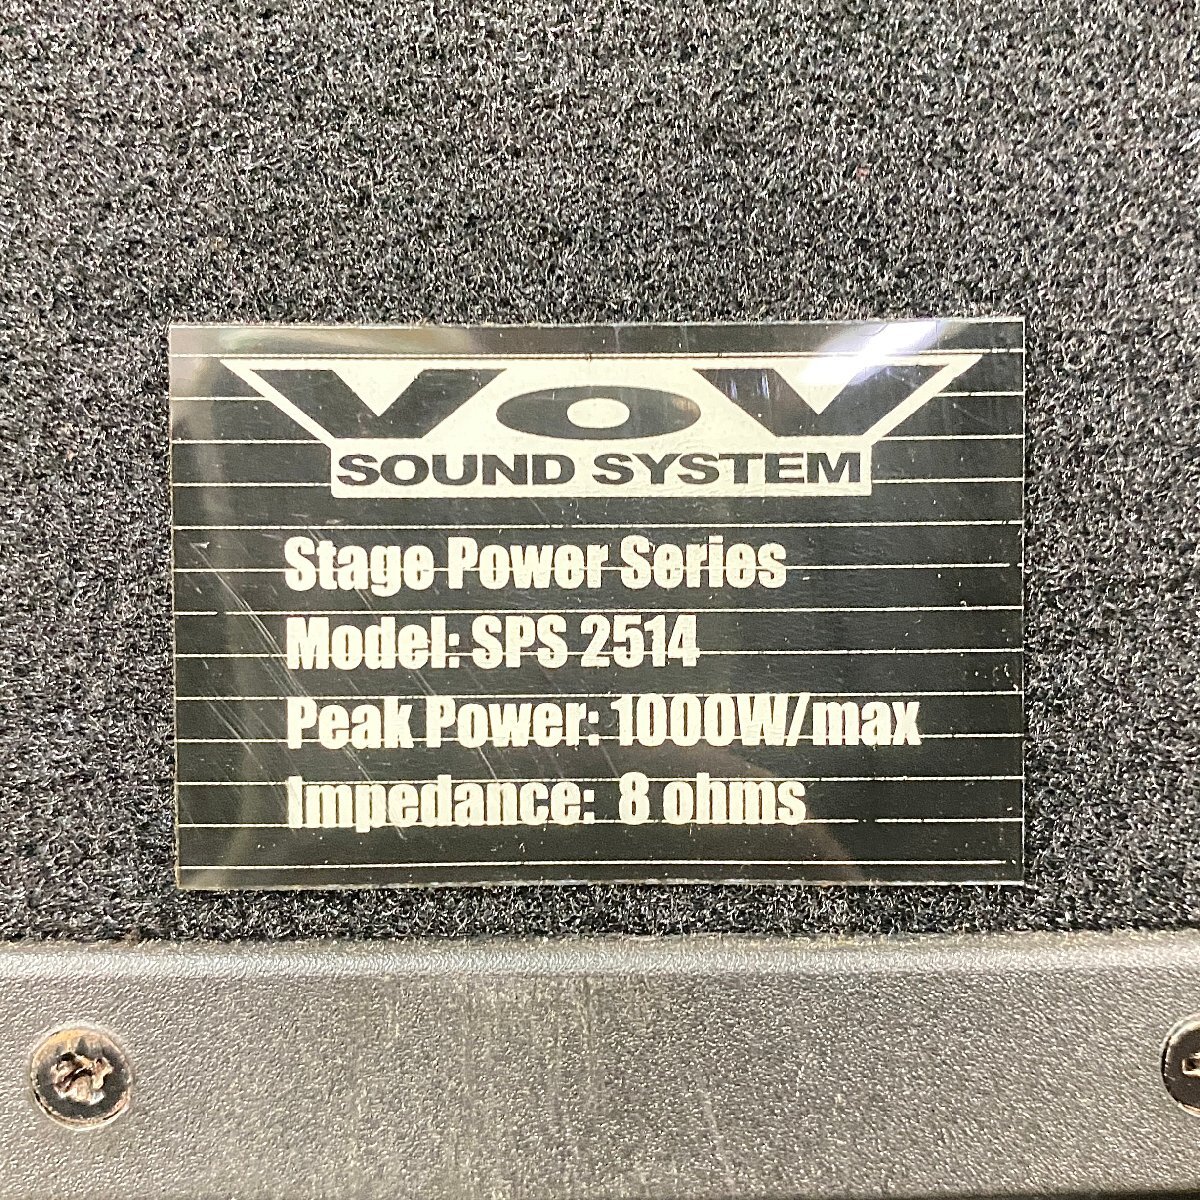 VOV
SOUND SYSTEM
Stage Power Series
Model: SPS 2514
Peak Power: 1000W/max
Impedance: 8 ohms